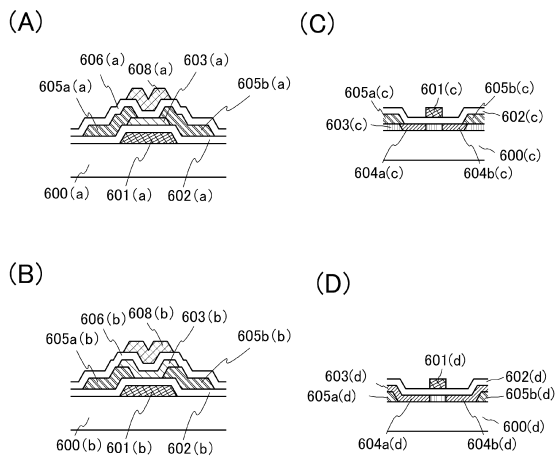 (A)
606(a) 603(a)
608(a)
605a(a) 605b(a)
600(a) 601(a) 602(a)
(C)
605a(c) 605b(c)
601(c)
602(c)
603(c)
600(c)
604a(c) 604b(c)
(B)
606(b) 608(b) 603(b)
605a(b) 605b(b)
600(b) 601(b) 602(b)
(D)
601(d)
603(d) 602(d)
605a(d) 605b(d)
600(d)
604a(d) 604b(d)